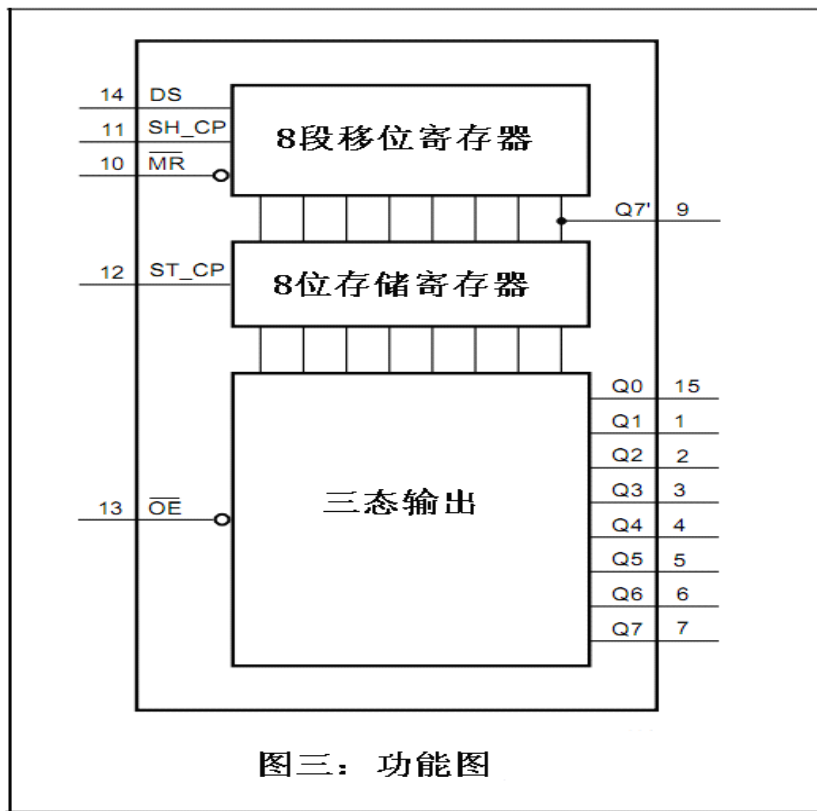 14 DS
11 SH_CP
10 M̅R̅
8段移位寄存器
Q7' 9
12 ST_CP
8位存储寄存器
Q0 15
Q1 1
Q2 2
Q3 3
Q4 4
Q5 5
Q6 6
Q7 7
13 O̅E̅
三态输出
图三：功能图